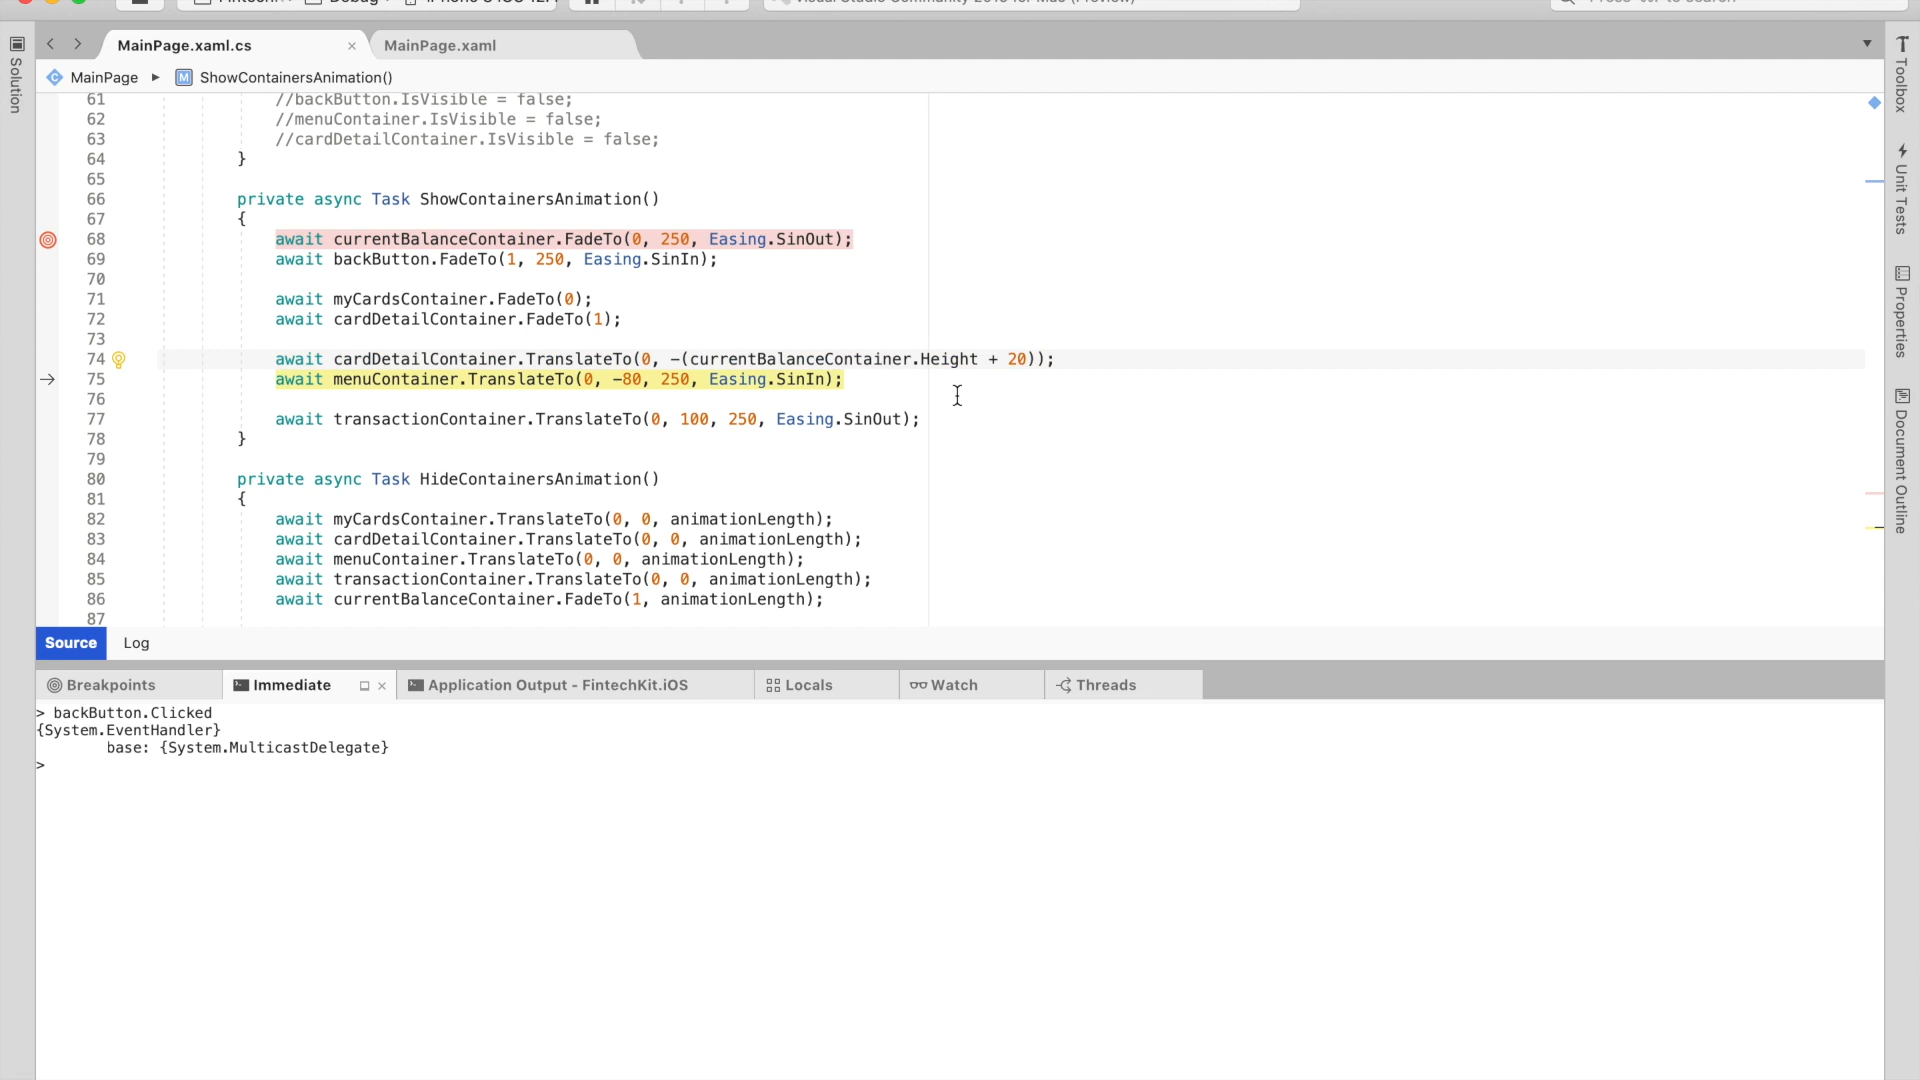 MainPage.xaml.cs
MainPage.xaml
MainPage
M
ShowContainersAnimation()
Solution
Toolbox
Unit Tests
Properties
Document Outline
61 //backButton.IsVisible = false;
62 //menuContainer.IsVisible = false;
63 //cardDetailContainer.IsVisible = false;
64 }
65
66 private async Task ShowContainersAnimation()
67 {
68 await currentBalanceContainer.FadeTo(0, 250, Easing.SinOut);
69 await backButton.FadeTo(1, 250, Easing.SinIn);
70
71 await myCardsContainer.FadeTo(0);
72 await cardDetailContainer.FadeTo(1);
73
74 await cardDetailContainer.TranslateTo(0, -(currentBalanceContainer.Height + 20));
75 await menuContainer.TranslateTo(0, -80, 250, Easing.SinIn);
76
77 await transactionContainer.TranslateTo(0, 100, 250, Easing.SinOut);
78 }
79
80 private async Task HideContainersAnimation()
81 {
82 await myCardsContainer.TranslateTo(0, 0, animationLength);
83 await cardDetailContainer.TranslateTo(0, 0, animationLength);
84 await menuContainer.TranslateTo(0, 0, animationLength);
85 await transactionContainer.TranslateTo(0, 0, animationLength);
86 await currentBalanceContainer.FadeTo(1, animationLength);
87
Source Log
Breakpoints Immediate Application Output - FintechKit.iOS Locals Watch Threads
> backButton.Clicked
{System.EventHandler}
base: {System.MulticastDelegate}
>